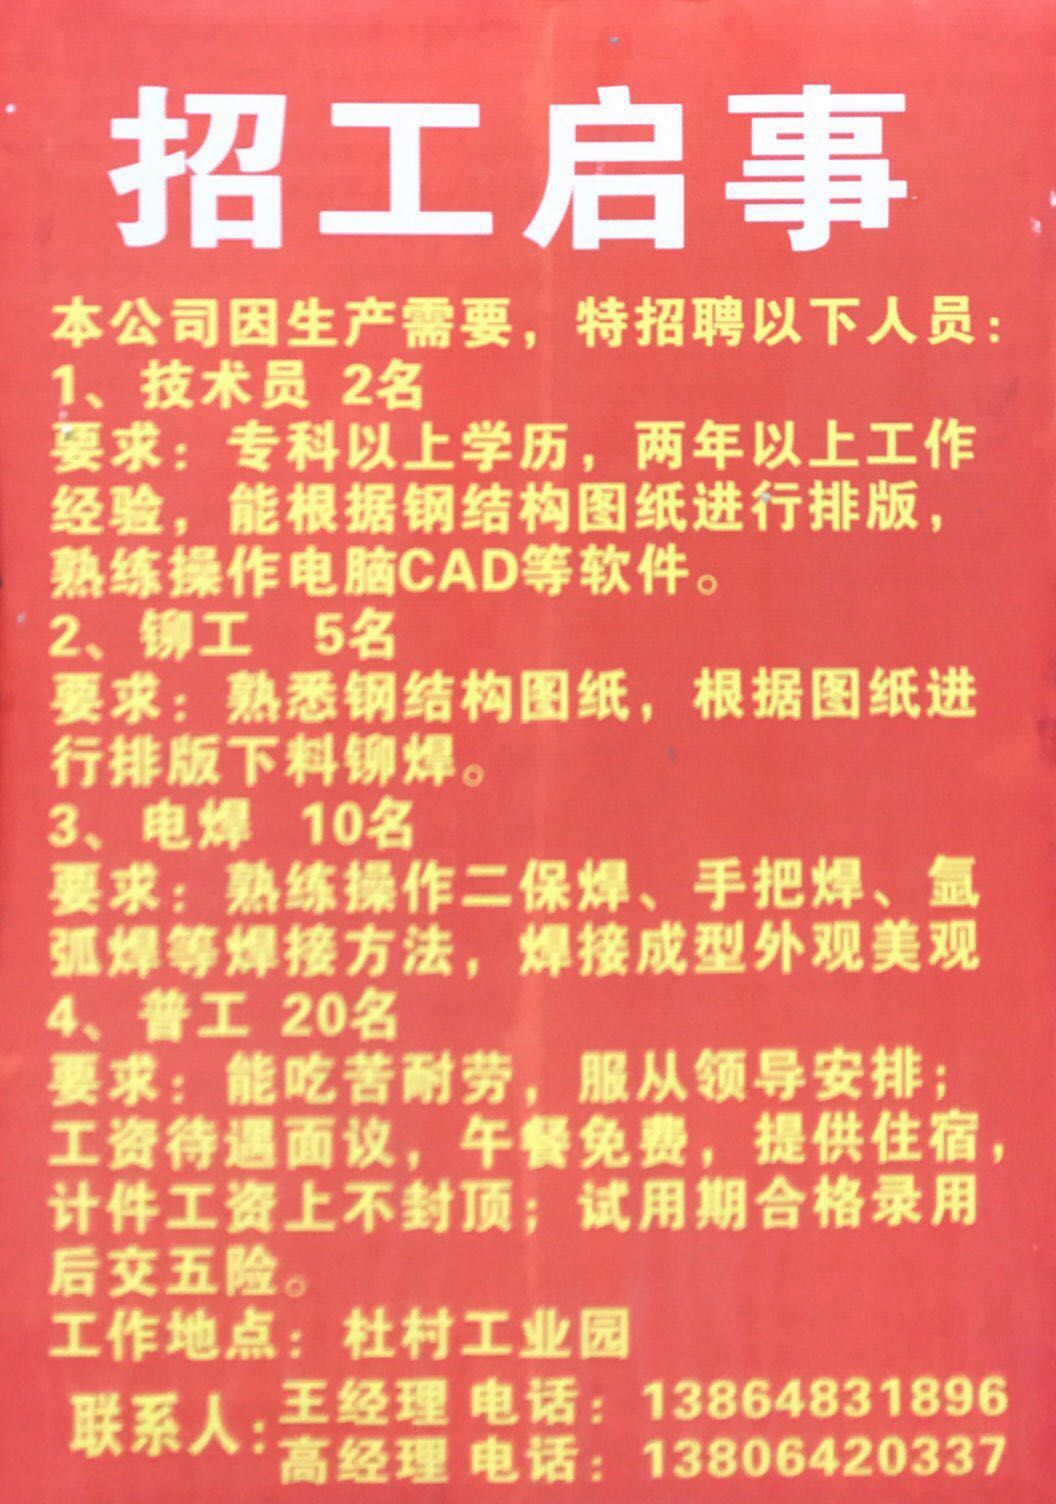 招工启事
本公司因生产需要，特招聘以下人员：
1、技术员 2名
要求：专科以上学历，两年以上工作
经验，能根据钢结构图纸进行排版，
熟练操作电脑CAD等软件。
2、铆工 5名
要求：熟悉钢结构图纸，根据图纸进
行排版下料铆焊。
3、电焊 10名
要求：熟练操作二保焊、手把焊、氩
弧焊等焊接方法，焊接成型外观美观
4、普工 20名
要求：能吃苦耐劳，服从领导安排；
工资待遇面议，午餐免费，提供住宿，
计件工资上不封顶；试用期合格录用
后交五险。
工作地点：杜村工业园
联系人：王经理 电话：13864831896
高经理 电话：13806420337